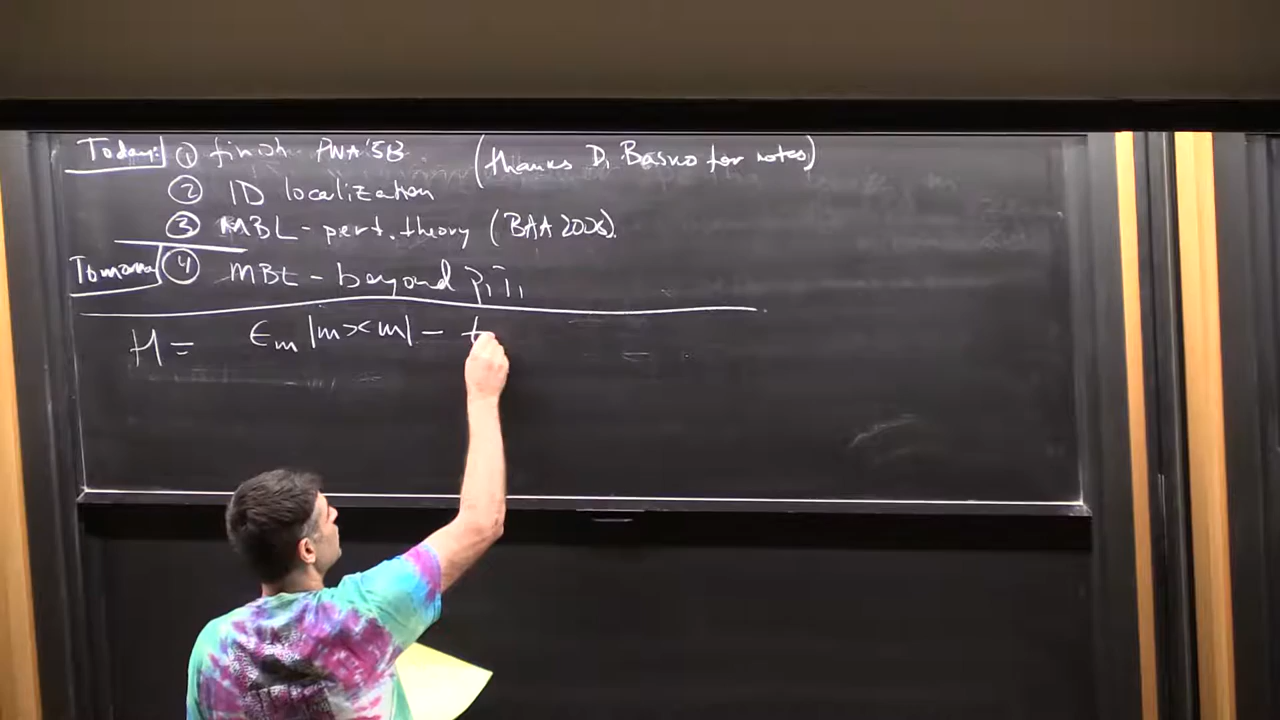 Today: ① finish PWA'58 (thanks D. Basko for notes)
② 1D localization
③ MBL - pert. theory (BAA 2006).
Tomorrow ④ MBL - beyond p.T.
H = ϵm |m><m| - t